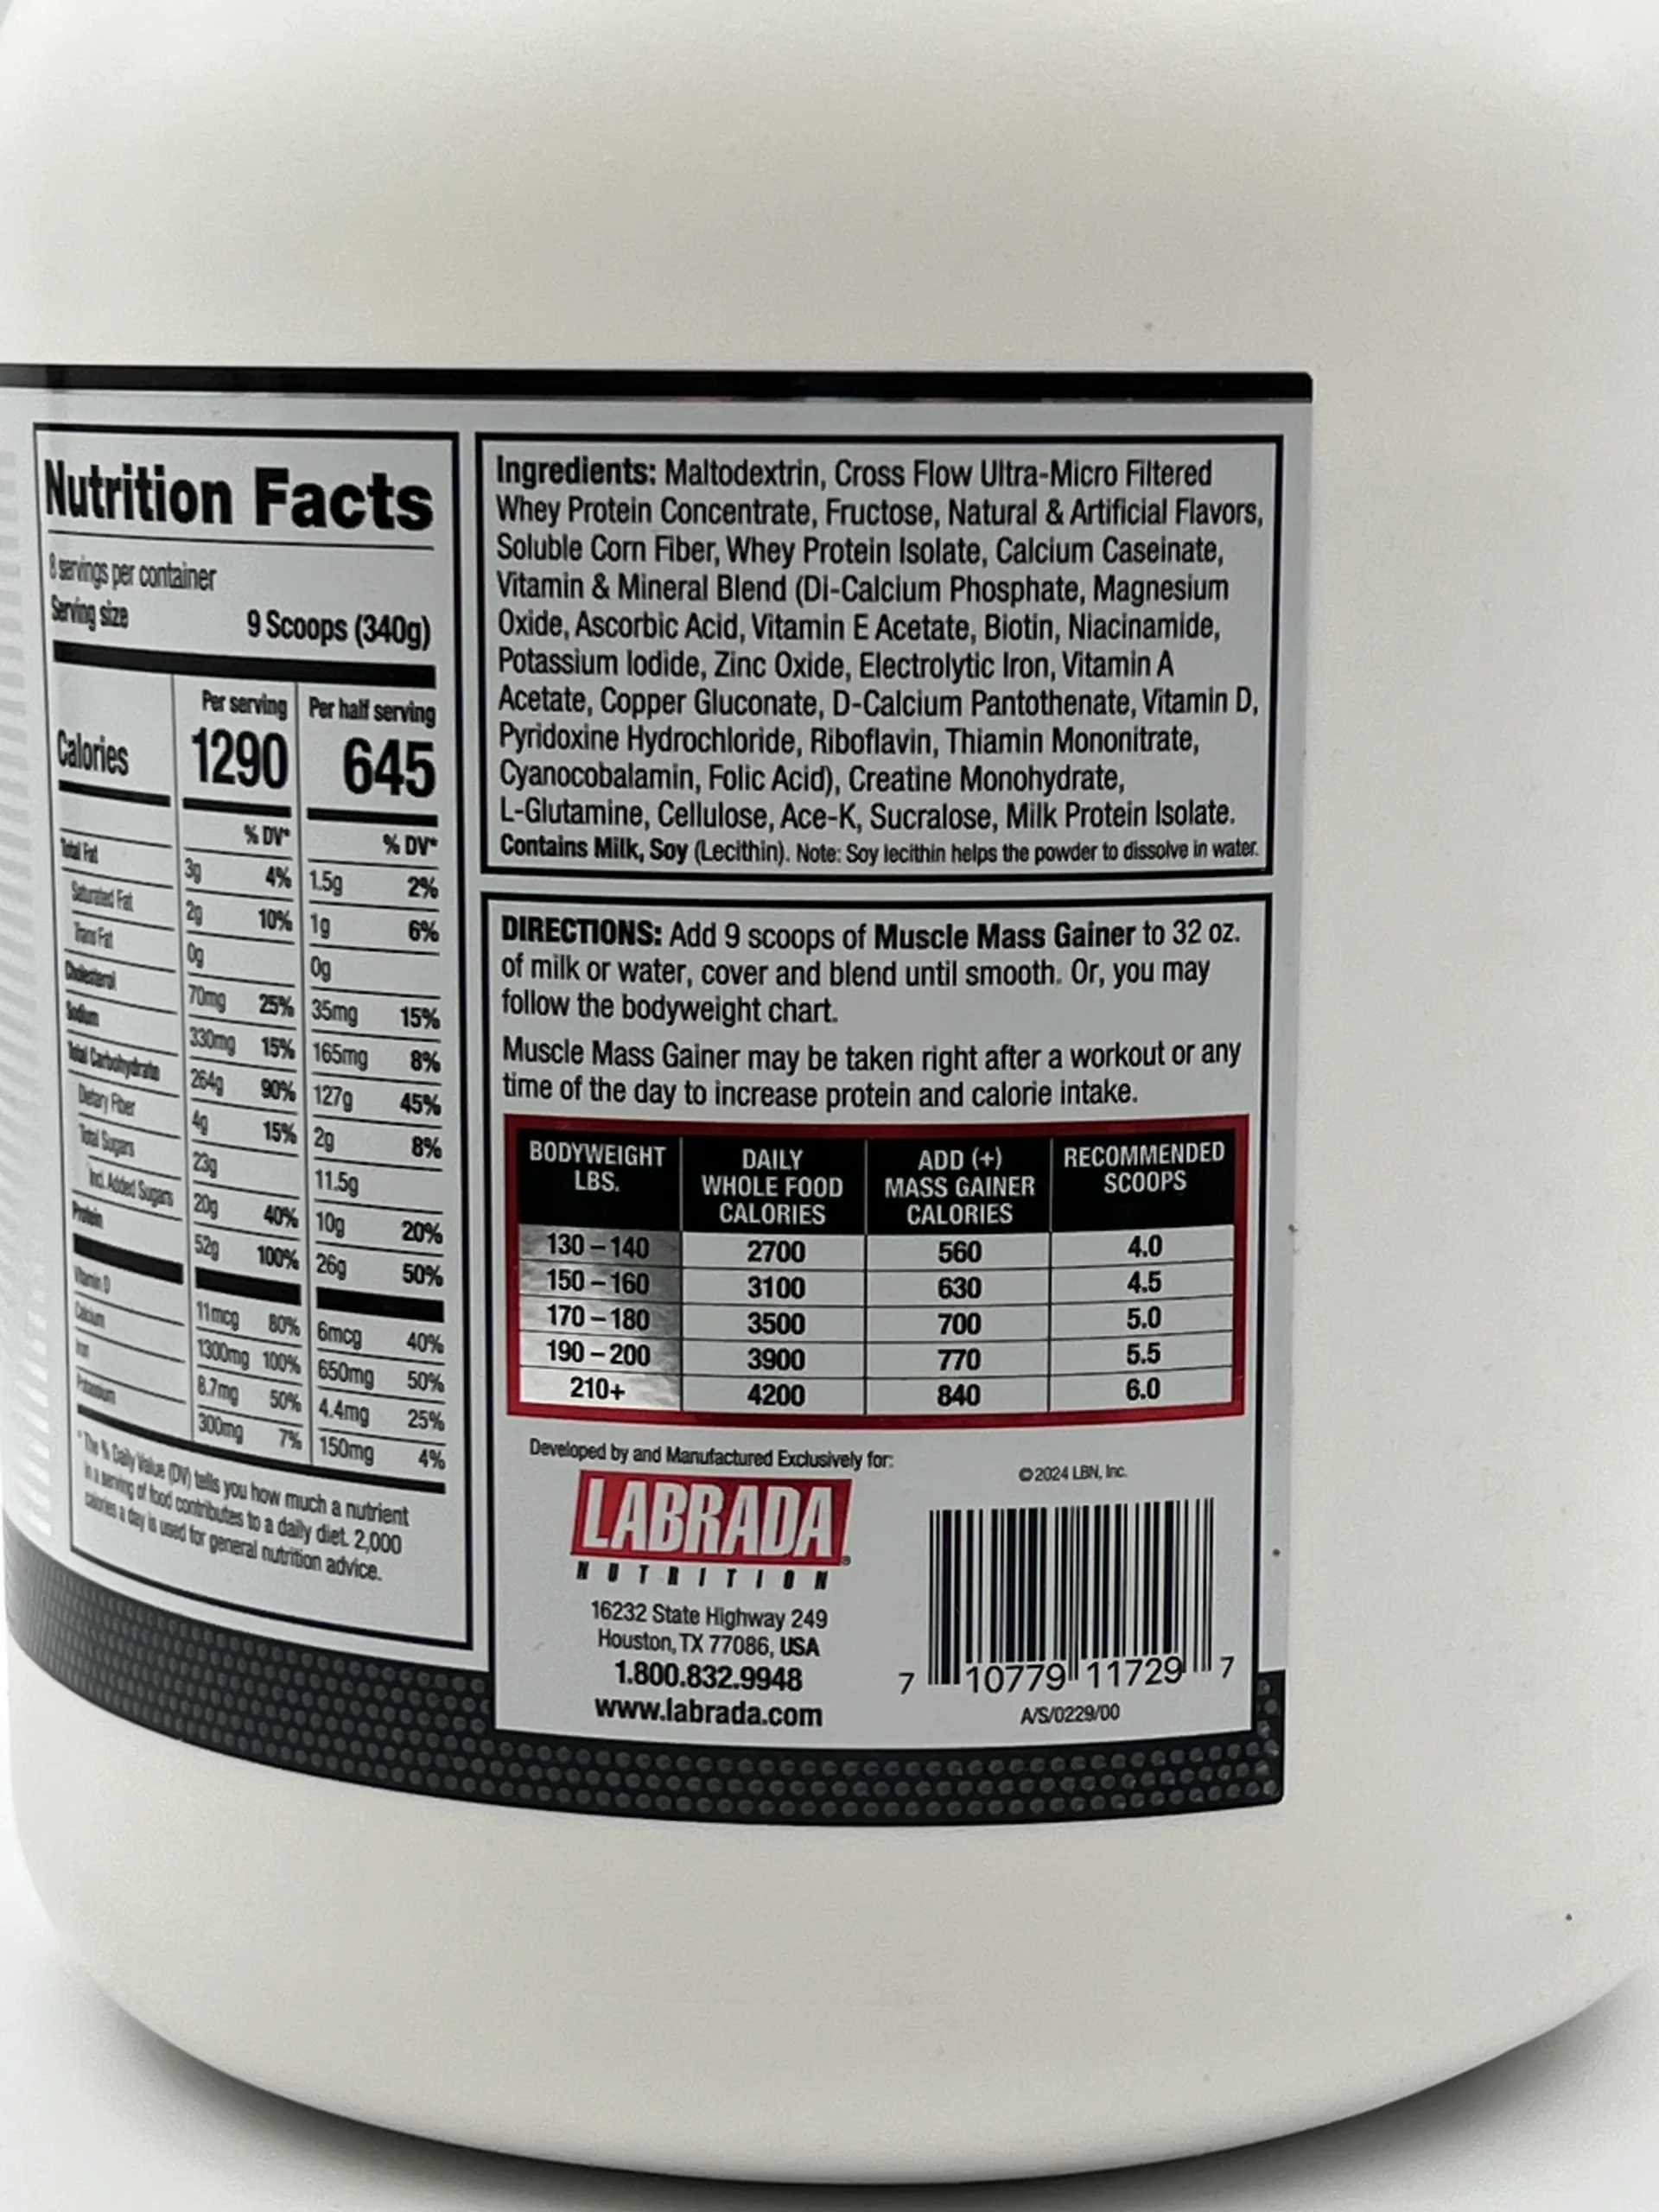 Nutrition Facts
8 servings per container
Serving size 9 Scoops (340g)
Per serving Per half serving
Calories 1290 645
% DV* % DV*
Total Fat 3g 4% 1.5g 2%
Saturated Fat 2g 10% 1g 6%
Trans Fat 0g 0g
Cholesterol 70mg 25% 35mg 15%
Sodium 330mg 15% 165mg 8%
Total Carbohydrate 264g 90% 127g 45%
Dietary Fiber 4g 15% 2g 8%
Total Sugars 23g 11.5g
Incl. Added Sugars 20g 40% 10g 20%
Protein 52g 100% 26g 50%
Vitamin D 11mcg 80% 6mcg 40%
Calcium 1300mg 100% 650mg 50%
Iron 8.7mg 50% 4.4mg 25%
Potassium 300mg 7% 150mg 4%
*The % Daily Value (DV) tells you how much a nutrient
in a serving of food contributes to a daily diet. 2,000
calories a day is used for general nutrition advice.
Ingredients: Maltodextrin, Cross Flow Ultra-Micro Filtered
Whey Protein Concentrate, Fructose, Natural & Artificial Flavors,
Soluble Corn Fiber, Whey Protein Isolate, Calcium Caseinate,
Vitamin & Mineral Blend (Di-Calcium Phosphate, Magnesium
Oxide, Ascorbic Acid, Vitamin E Acetate, Biotin, Niacinamide,
Potassium Iodide, Zinc Oxide, Electrolytic Iron, Vitamin A
Acetate, Copper Gluconate, D-Calcium Pantothenate, Vitamin D,
Pyridoxine Hydrochloride, Riboflavin, Thiamin Mononitrate,
Cyanocobalamin, Folic Acid), Creatine Monohydrate,
L-Glutamine, Cellulose, Ace-K, Sucralose, Milk Protein Isolate.
Contains Milk, Soy (Lecithin). Note: Soy lecithin helps the powder to dissolve in water.
DIRECTIONS: Add 9 scoops of Muscle Mass Gainer to 32 oz.
of milk or water, cover and blend until smooth. Or, you may
follow the bodyweight chart.
Muscle Mass Gainer may be taken right after a workout or any
time of the day to increase protein and calorie intake.
BODYWEIGHT DAILY ADD (+) RECOMMENDED
LBS. WHOLE FOOD MASS GAINER SCOOPS
CALORIES CALORIES
130 – 140 2700 560 4.0
150 – 160 3100 630 4.5
170 – 180 3500 700 5.0
190 – 200 3900 770 5.5
210+ 4200 840 6.0
Developed by and Manufactured Exclusively for:
LABRADA®
NUTRITION
16232 State Highway 249
Houston, TX 77086, USA
1.800.832.9948
www.labrada.com
©2024 LBN, Inc.
7 10779 11729 7
A/S/0229/00